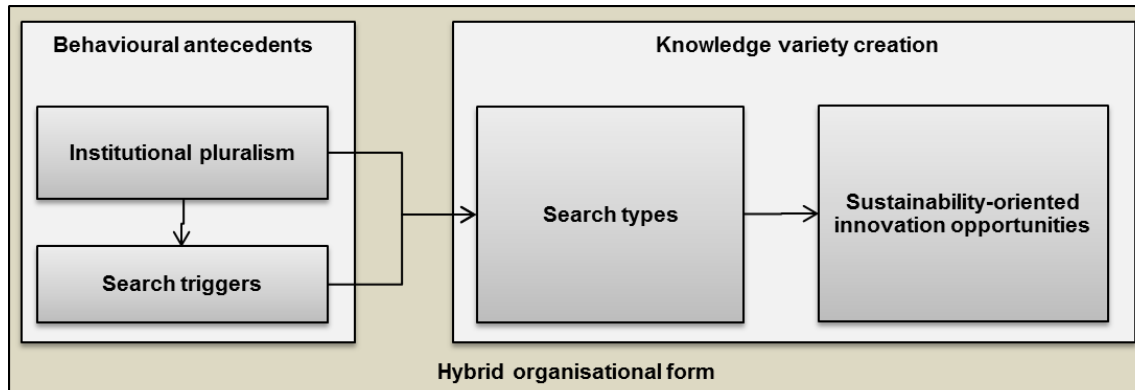 Behavioural antecedents
Knowledge variety creation
Institutional pluralism
Search triggers
Search types
Sustainability-oriented
innovation opportunities
Hybrid organisational form